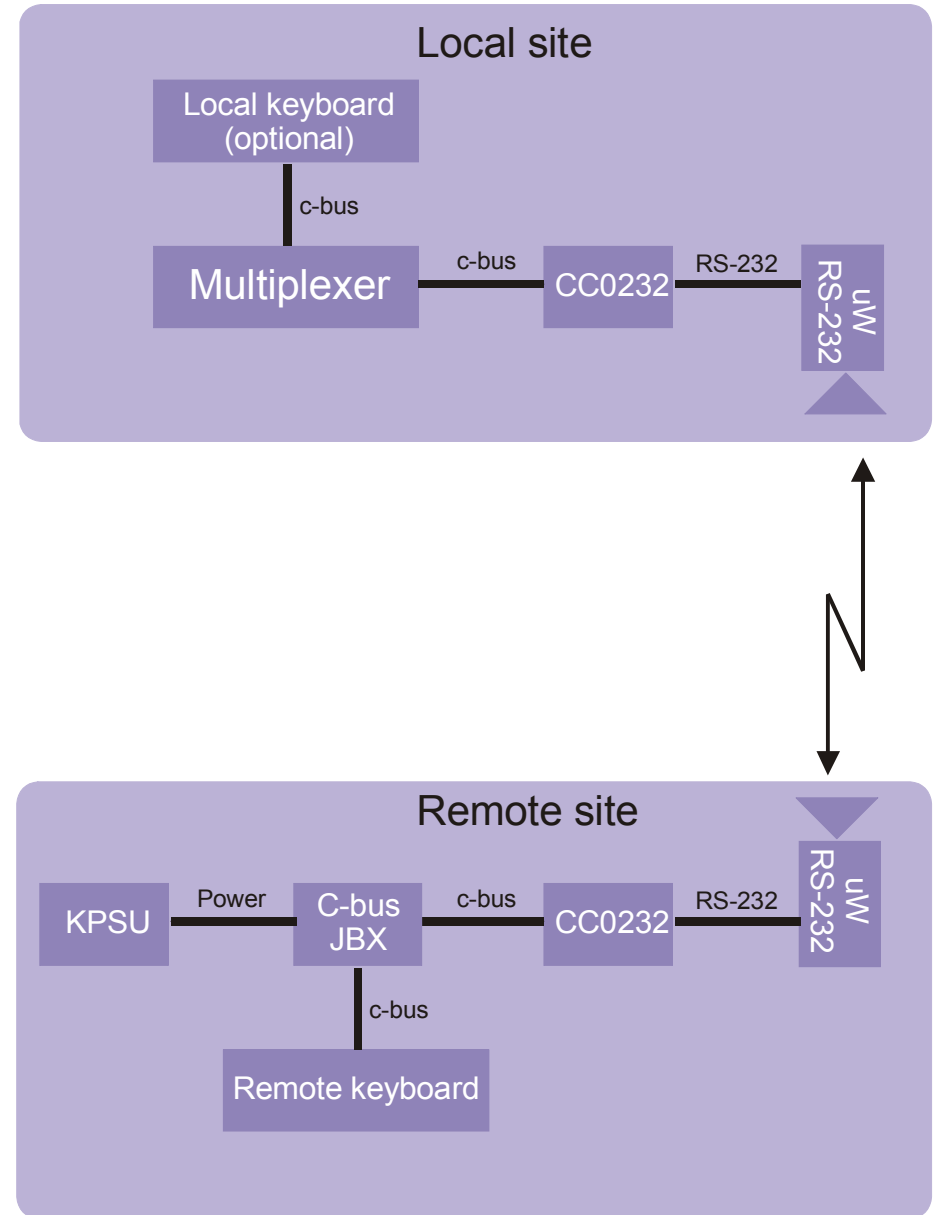 Local site
Local keyboard
(optional)
c-bus
Multiplexer
c-bus
CC0232
RS-232
uW
RS-232
Remote site
KPSU
Power
C-bus
JBX
c-bus
CC0232
RS-232
uW
RS-232
c-bus
Remote keyboard